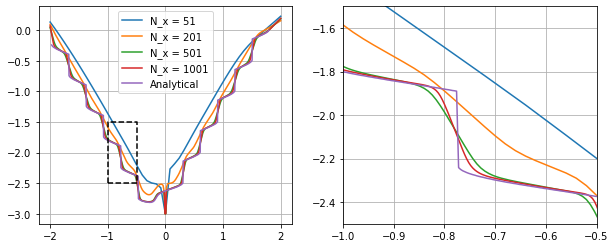 N_x = 51
N_x = 201
N_x = 501
N_x = 1001
Analytical
0.0
−0.5
−1.0
−1.5
−2.0
−2.5
−3.0
−2 −1 0 1 2
−1.6
−1.8
−2.0
−2.2
−2.4
−1.0 −0.9 −0.8 −0.7 −0.6 −0.5